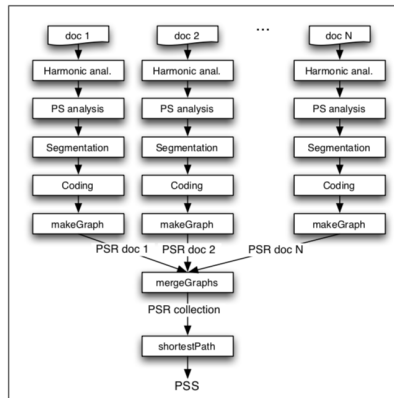 doc 1 doc 2 ... doc N
Harmonic anal. Harmonic anal. Harmonic anal.
PS analysis PS analysis PS analysis
Segmentation Segmentation Segmentation
Coding Coding Coding
makeGraph makeGraph makeGraph
PSR doc 1 PSR doc 2 PSR doc N
mergeGraphs
PSR collection
shortestPath
PSS